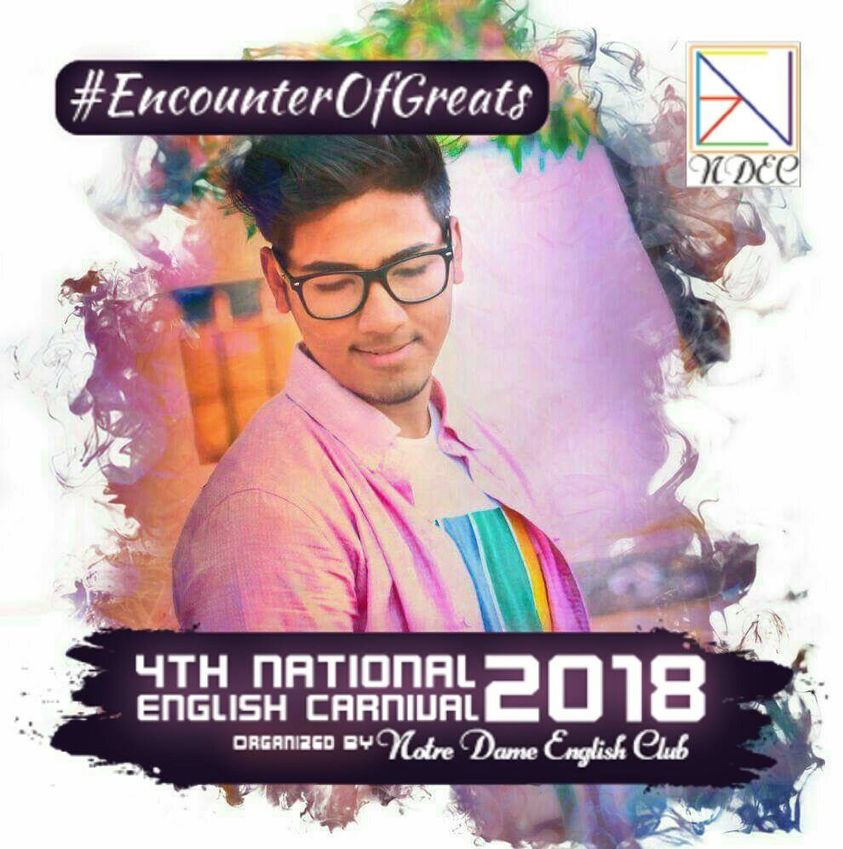 #EncounterOfGreats
NDEC
4TH NATIONAL
ENGLISH CARNIVAL 2018
ORGANIZED BY Notre Dame English Club